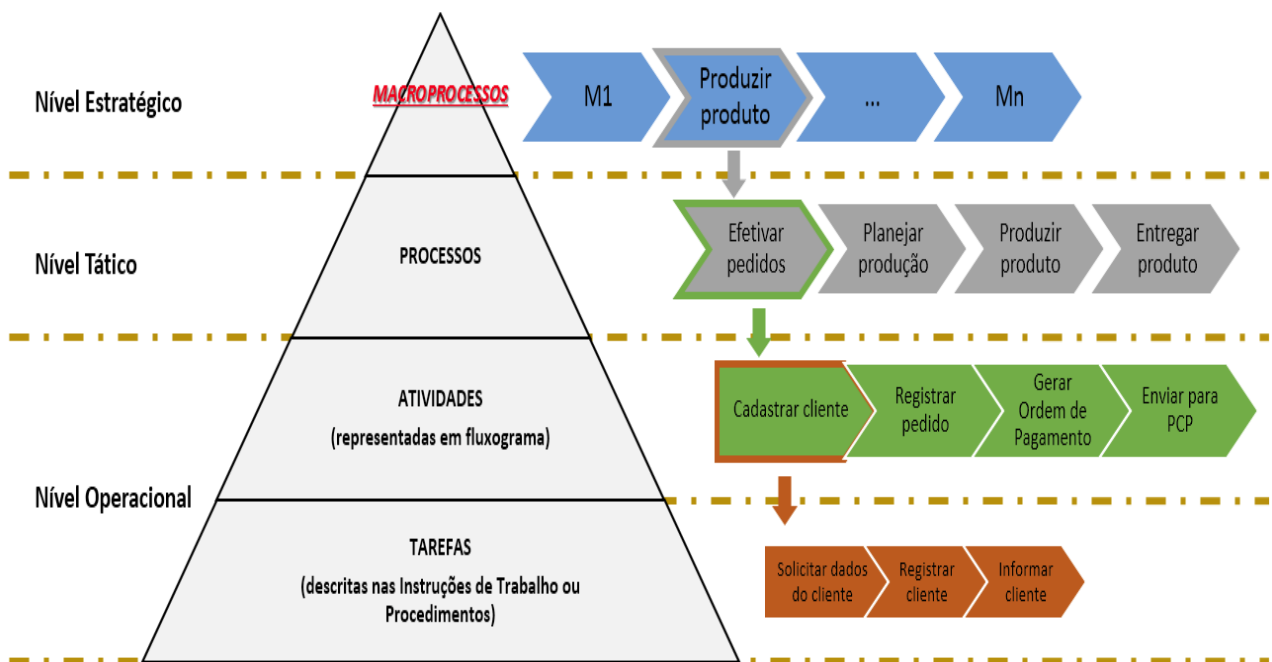 Nível Estratégico
MACROPROCESSOS
M1
Produzir
produto
...
Mn
Nível Tático
PROCESSOS
Efetivar
pedidos
Planejar
produção
Produzir
produto
Entregar
produto
Nível Operacional
ATIVIDADES
(representadas em fluxograma)
Cadastrar cliente
Registrar
pedido
Gerar
Ordem de
Pagamento
Enviar para
PCP
TAREFAS
(descritas nas Instruções de Trabalho ou
Procedimentos)
Solicitar dados
do cliente
Registrar
cliente
Informar
cliente